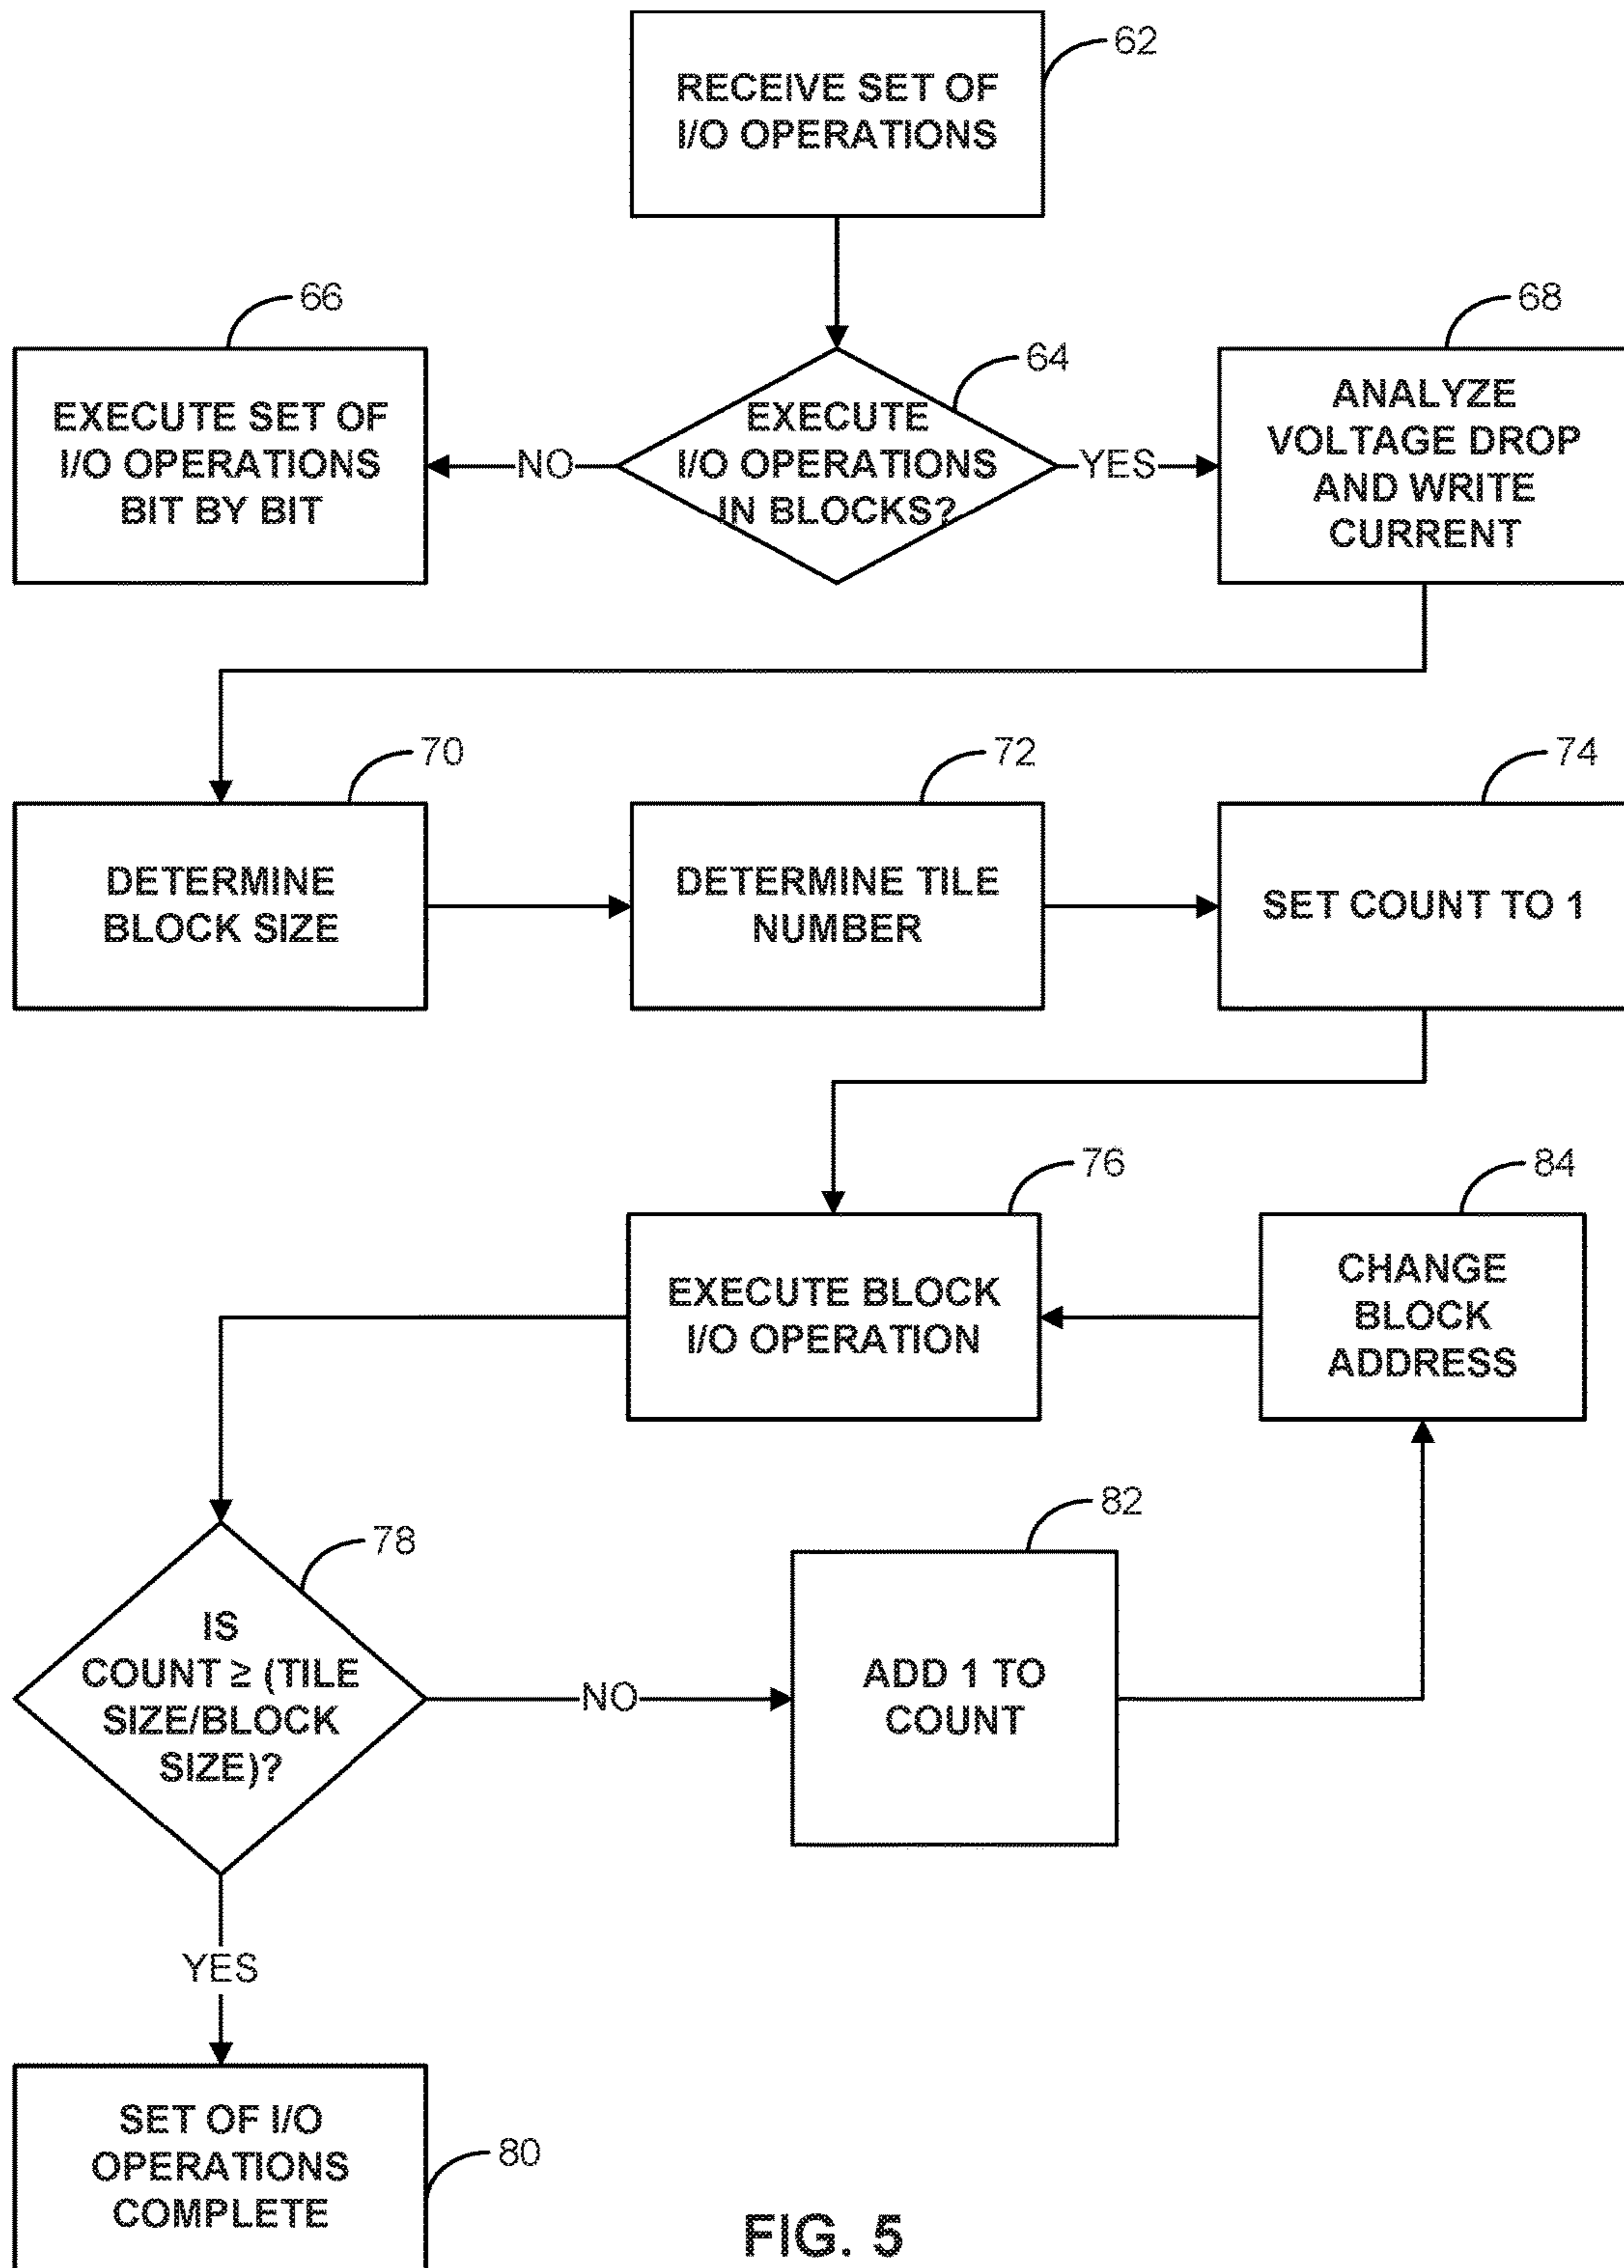 62
RECEIVE SET OF
I/O OPERATIONS
66
64
68
EXECUTE SET OF
I/O OPERATIONS
BIT BY BIT
NO
EXECUTE
I/O OPERATIONS
IN BLOCKS?
YES
ANALYZE
VOLTAGE DROP
AND WRITE
CURRENT
70
72
74
DETERMINE
BLOCK SIZE
DETERMINE TILE
NUMBER
SET COUNT TO 1
76
84
EXECUTE BLOCK
I/O OPERATION
CHANGE
BLOCK
ADDRESS
78
82
IS
COUNT ≥ (TILE
SIZE/BLOCK
SIZE)?
NO
ADD 1 TO
COUNT
YES
SET OF I/O
OPERATIONS
COMPLETE
80
FIG. 5